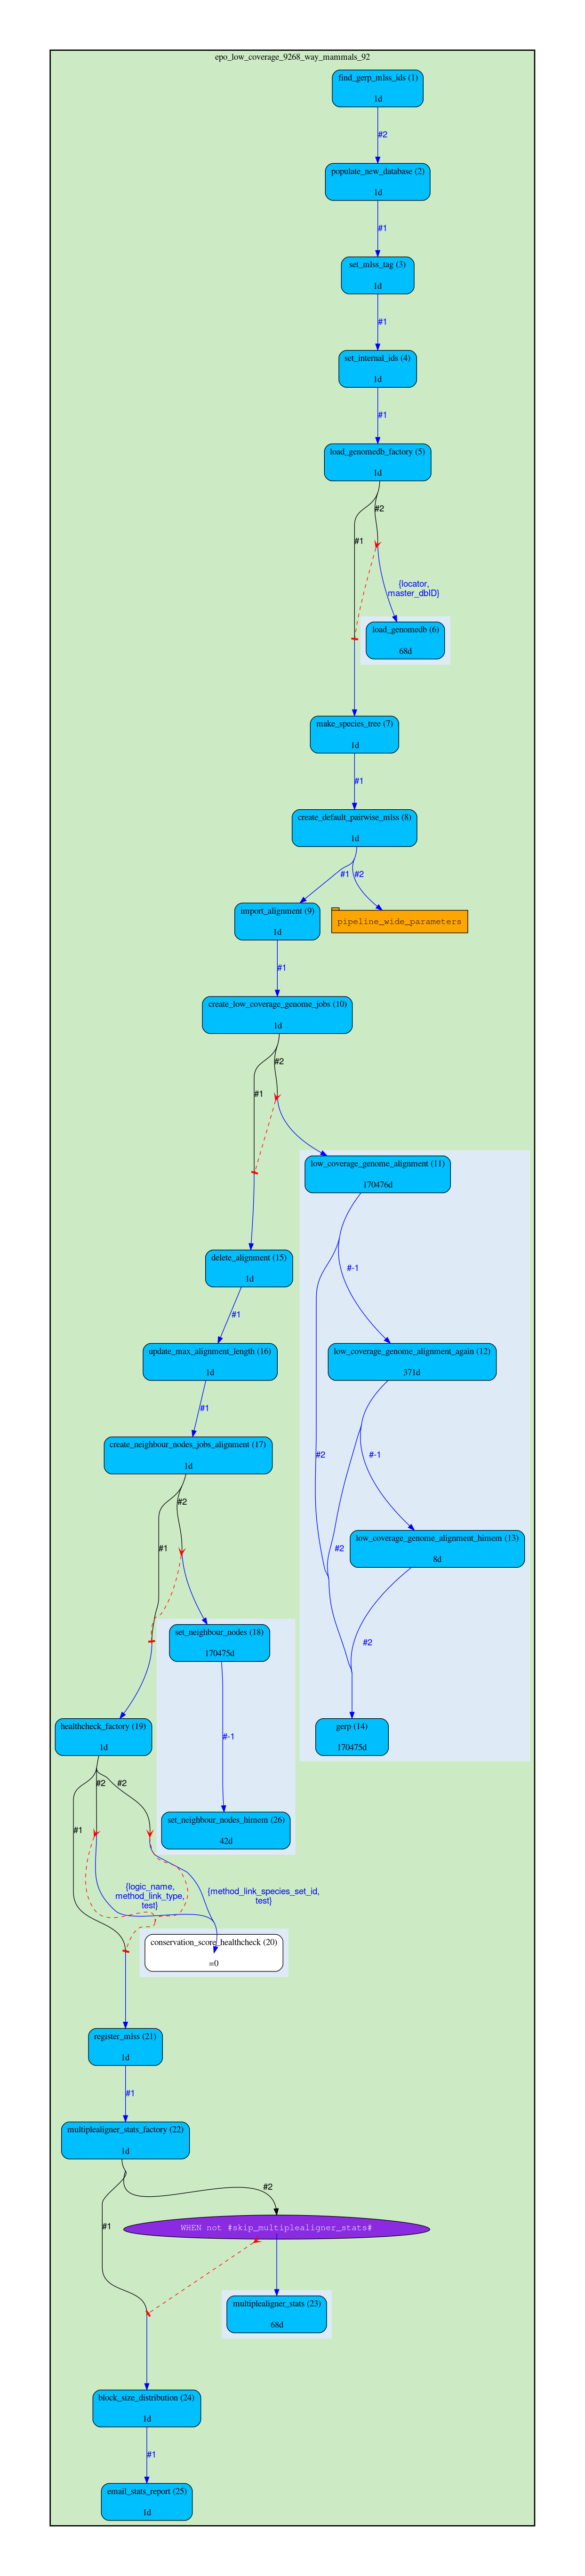 epo_low_coverage_9268_way_mammals_92
find_gerp_mlss_ids (1)
1d
#2
populate_new_database (2)
1d
#1
set_mlss_tag (3)
1d
#1
set_internal_ids (4)
1d
#1
load_genomedb_factory (5)
1d
#2
#1
{locator,
master_dbID}
load_genomedb (6)
68d
make_species_tree (7)
1d
#1
create_default_pairwise_mlss (8)
1d
#1
#2
import_alignment (9)
1d
pipeline_wide_parameters
#1
create_low_coverage_genome_jobs (10)
1d
#2
#1
low_coverage_genome_alignment (11)
170476d
delete_alignment (15)
1d
#-1
#1
update_max_alignment_length (16)
1d
low_coverage_genome_alignment_again (12)
371d
#1
create_neighbour_nodes_jobs_alignment (17)
1d
#2
#-1
#2
#1
#2
low_coverage_genome_alignment_himem (13)
8d
set_neighbour_nodes (18)
170475d
#2
healthcheck_factory (19)
1d
#-1
gerp (14)
170475d
#2
#2
#1
set_neighbour_nodes_himem (26)
42d
{logic_name,
method_link_type,
test}
{method_link_species_set_id,
test}
conservation_score_healthcheck (20)
=0
register_mlss (21)
1d
#1
multiplealigner_stats_factory (22)
1d
#2
#1
WHEN not #skip_multiplealigner_stats#
multiplealigner_stats (23)
68d
block_size_distribution (24)
1d
#1
email_stats_report (25)
1d